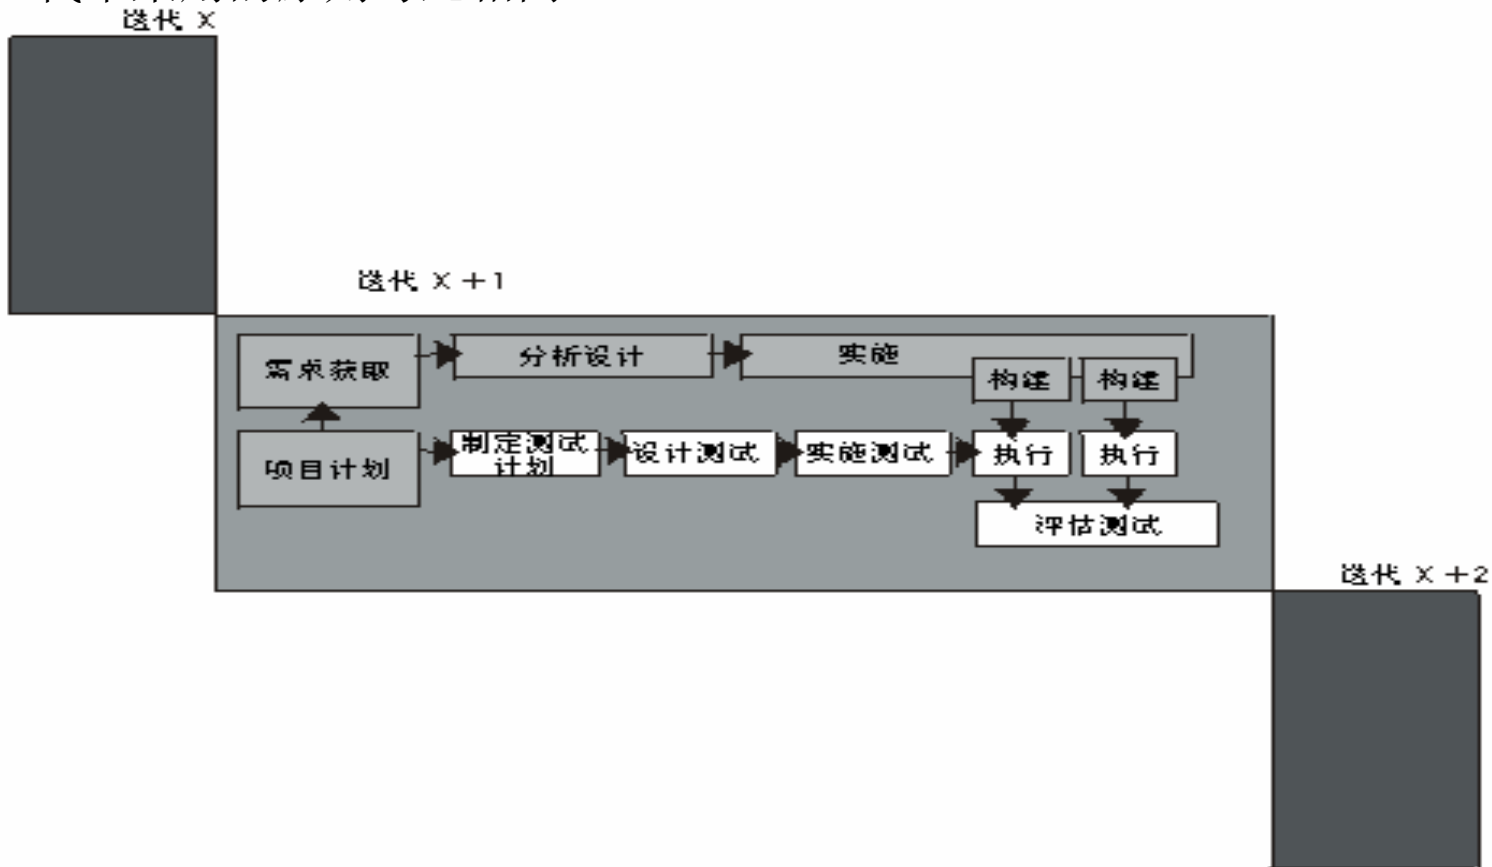 迭代 X
迭代 X +1
需求获取
分析设计
实施
构建
构建
项目计划
制定测试
计划
设计测试
实施测试
执行
执行
评估测试
迭代 X +2